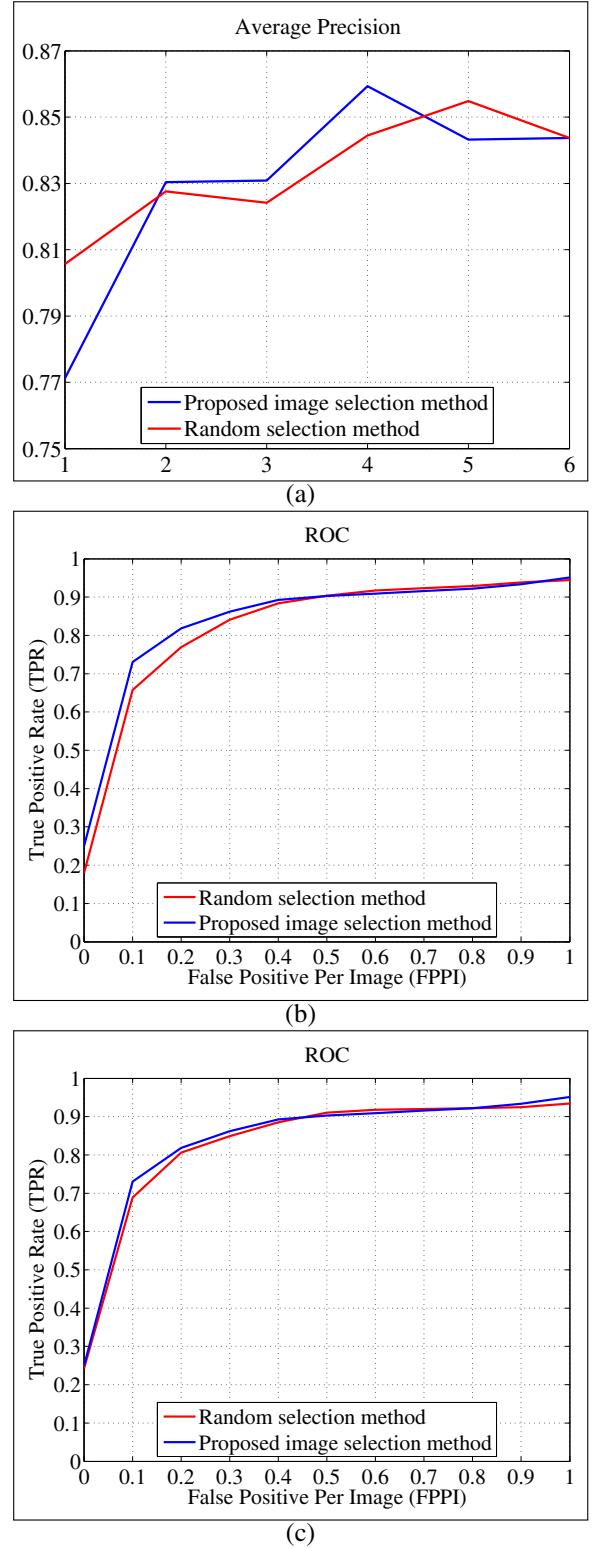 Average Precision
0.87
0.85
0.83
0.81
0.79
0.77
0.75
Proposed image selection method
Random selection method
1 2 3 4 5 6
(a)
ROC
1
0.9
0.8
0.7
0.6
0.5
0.4
0.3
0.2
0.1
0
True Positive Rate (TPR)
Random selection method
Proposed image selection method
0 0.1 0.2 0.3 0.4 0.5 0.6 0.7 0.8 0.9 1
False Positive Per Image (FPPI)
(b)
ROC
1
0.9
0.8
0.7
0.6
0.5
0.4
0.3
0.2
0.1
0
True Positive Rate (TPR)
Random selection method
Proposed image selection method
0 0.1 0.2 0.3 0.4 0.5 0.6 0.7 0.8 0.9 1
False Positive Per Image (FPPI)
(c)